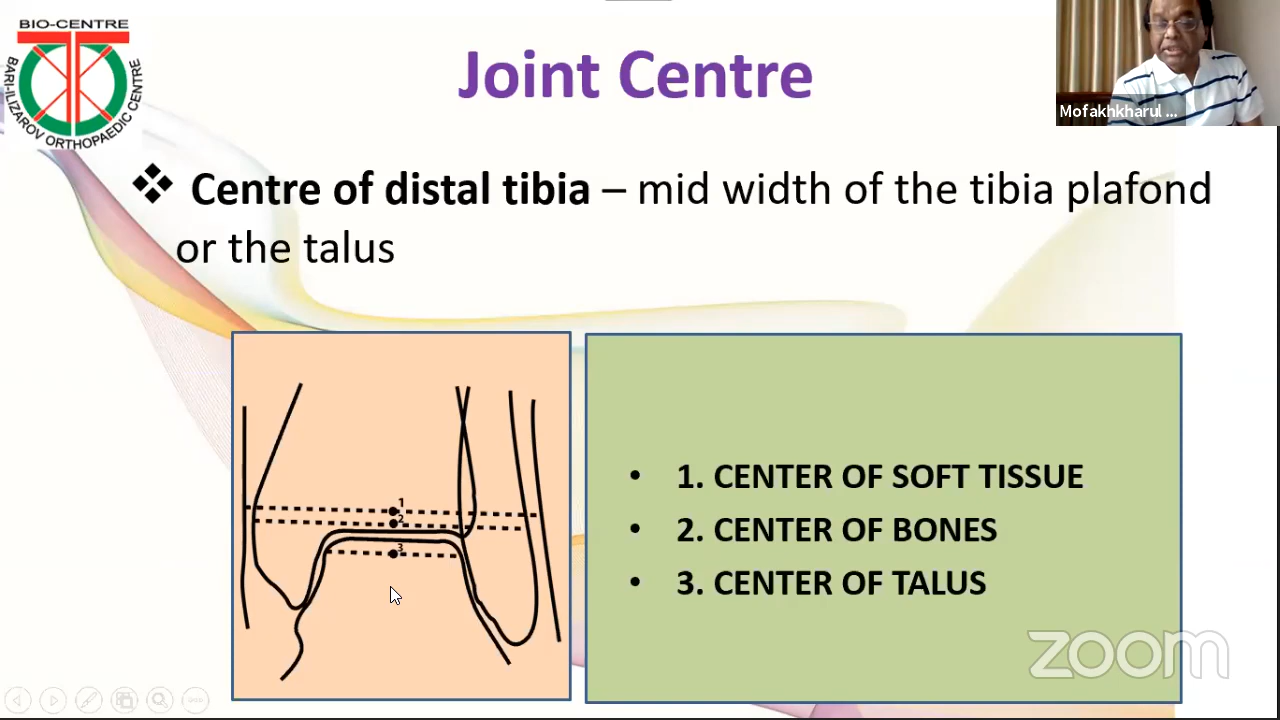 BIO-CENTRE
BARI-ILIZAROV ORTHOPAEDIC CENTRE
Joint Centre
Mofakhkharul ...
❖ Centre of distal tibia – mid width of the tibia plafond
or the talus
1
2
3
• 1. CENTER OF SOFT TISSUE
• 2. CENTER OF BONES
• 3. CENTER OF TALUS
zoom